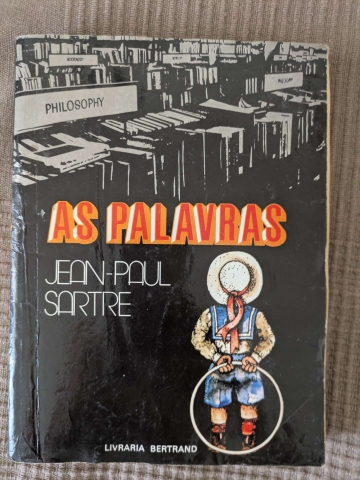 PHILOSOPHY
AS PALAVRAS
JEAN-PAUL
SARTRE
LIVRARIA BERTRAND